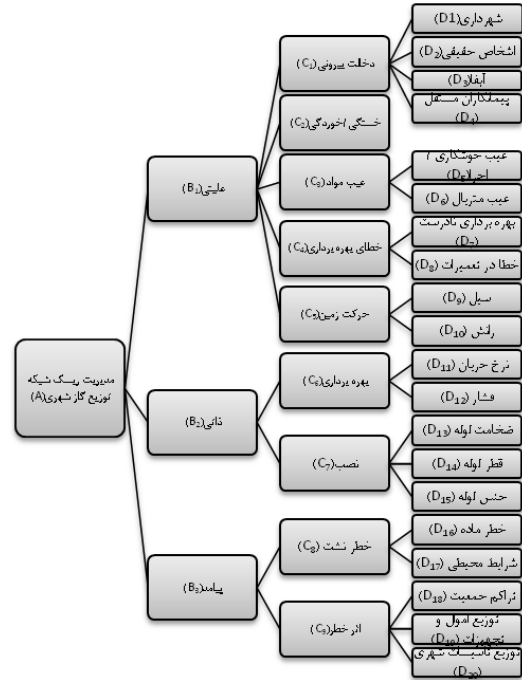 مدیریت ریسک شبکه
توزیع گاز شهری(A)
علیتی(B₁)
ذاتی(B₂)
پیامد(B₃)
دخالت بیرونی(C₁)
خستگی /خوردگی(C₂)
عیب مواد(C₃)
خطای بهره برداری(C₄)
حرکت زمین(C₅)
بهره برداری(C₆)
نصب(C₇)
خطر نشت (C₈)
اثر خطر(C₉)
شهرداری(D1)
اشخاص حقیقی(D₂)
آبفا(D₃)
پیمانکاران مستقل
(D₄)
عیب جوشکاری /
اجرا(D₅)
عیب متریال (D₆)
بهره برداری نادرست
(D₇)
خطا در تعمیرات (D₈)
سیل (D₉)
رانش (D₁₀)
نرخ جریان (D₁₁)
فشار (D₁₂)
ضخامت لوله (D₁₃)
قطر لوله (D₁₄)
جنس لوله (D₁₅)
خطر ماده (D₁₆)
شرایط محیطی (D₁₇)
تراکم جمعیت (D₁₈)
توزیع اموال و
تجهیزات (D₁₉)
توزیع تاسیسات شهری
(D₂₀)